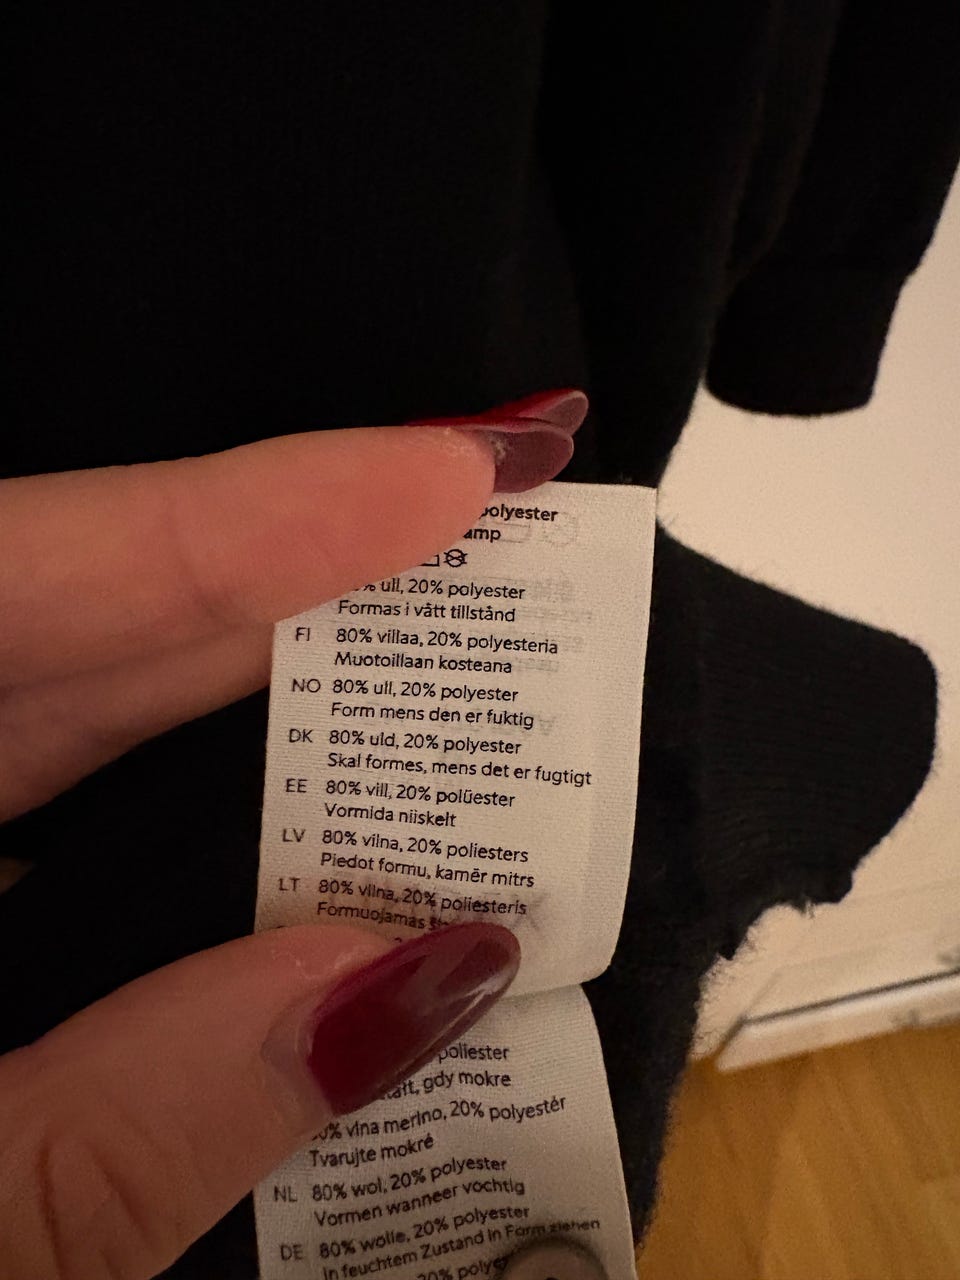 polyester
amp
ull, 20% polyester
Formas i vått tillstånd
FI 80% villaa, 20% polyesteria
Muotoillaan kosteana
NO 80% ull, 20% polyester
Form mens den er fuktig
DK 80% uld, 20% polyester
Skal formes, mens det er fugtigt
EE 80% vill, 20% polüester
Vormida niiskelt
LV 80% vilna, 20% poliesters
Piedot formu, kamēr mitrs
LT 80% vilna, 20% poliesteris
Formuojamas
poliester
gdy mokre
vlna merino, 20% polyestér
Tvarujte mokré
NL 80% wol, 20% polyester
Vormen wanneer vochtig
DE 80% wolle, 20% polyester
In feuchtem Zustand in Form ziehen
20%